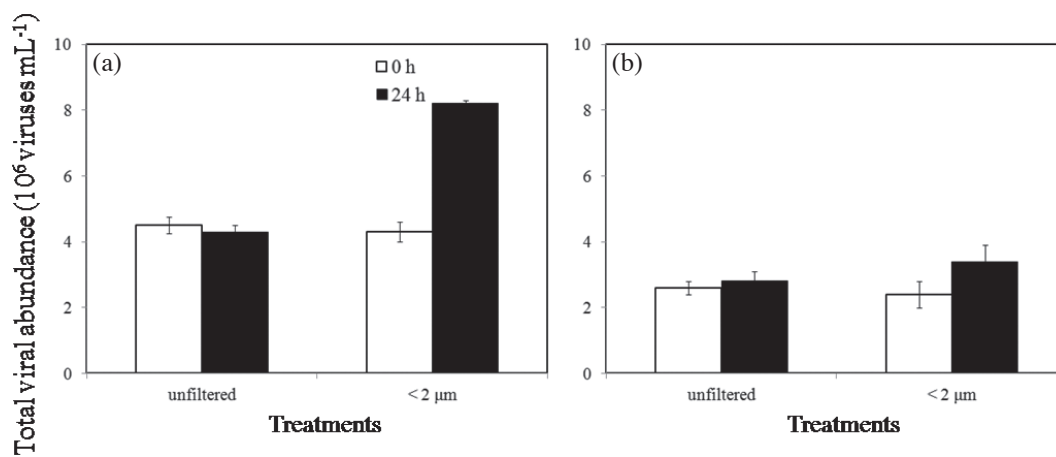 Total viral abundance (10⁶ viruses mL⁻¹)
(a)
0 h
24 h
10
8
6
4
2
0
unfiltered
< 2 μm
Treatments
(b)
10
8
6
4
2
0
unfiltered
< 2 μm
Treatments